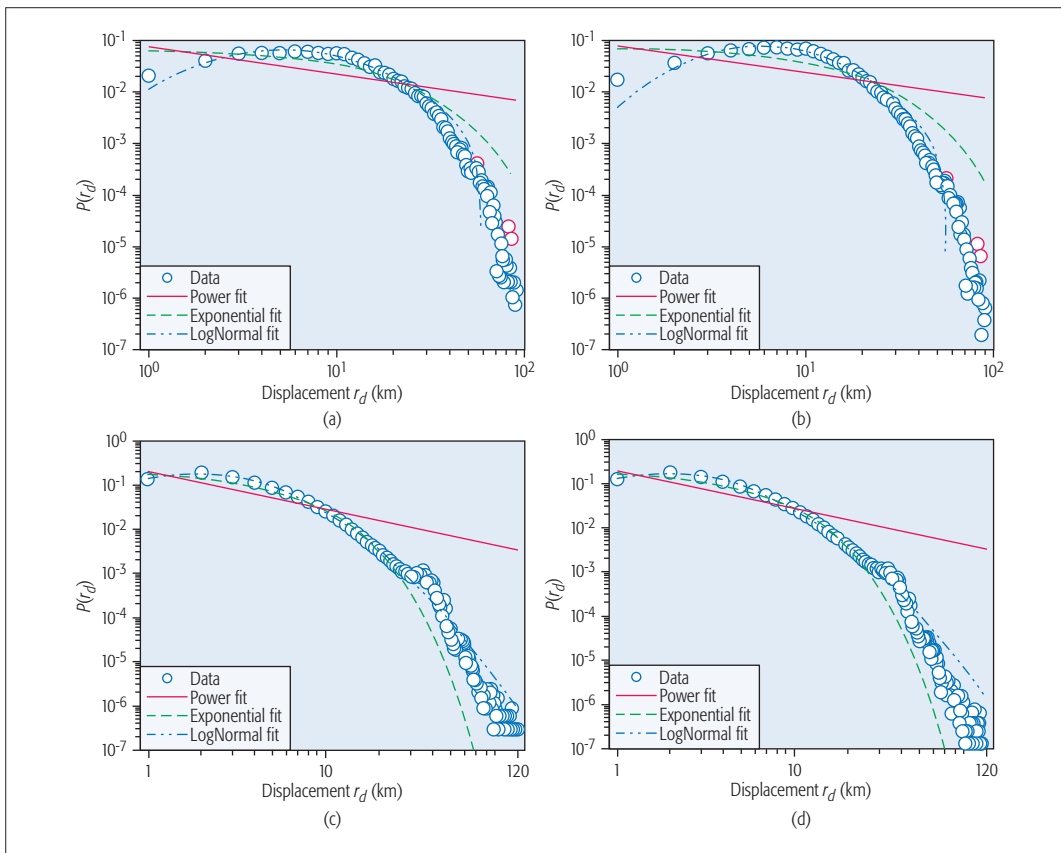 10^-1
10^-2
10^-3
10^-4
10^-5
10^-6
10^-7
P(r_d)
Data
Power fit
Exponential fit
LogNormal fit
10^0
10^1
10^2
Displacement r_d (km)
(a)
10^-1
10^-2
10^-3
10^-4
10^-5
10^-6
10^-7
P(r_d)
Data
Power fit
Exponential fit
LogNormal fit
10^0
10^1
10^2
Displacement r_d (km)
(b)
10^0
10^-1
10^-2
10^-3
10^-4
10^-5
10^-6
10^-7
P(r_d)
Data
Power fit
Exponential fit
LogNormal fit
1
10
120
Displacement r_d (km)
(c)
10^0
10^-1
10^-2
10^-3
10^-4
10^-5
10^-6
10^-7
P(r_d)
Data
Power fit
Exponential fit
LogNormal fit
1
10
120
Displacement r_d (km)
(d)